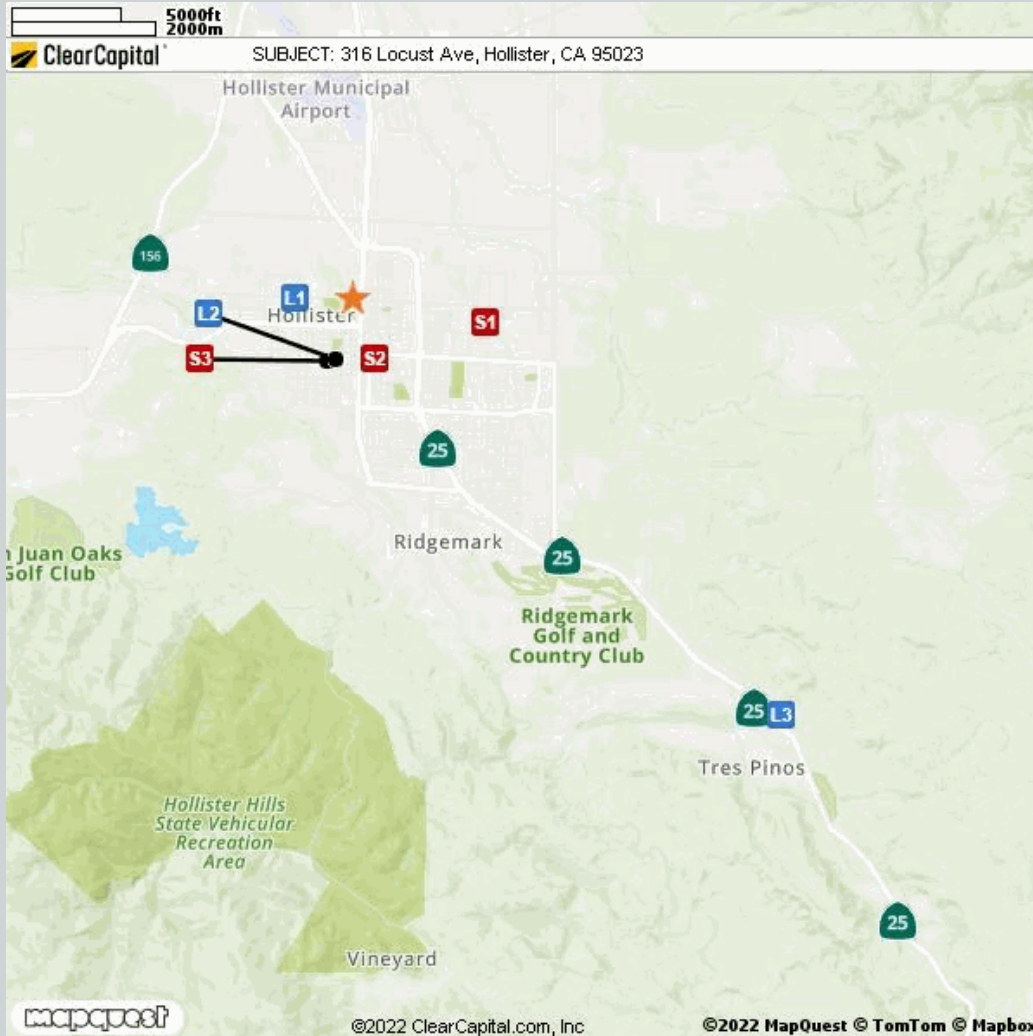 5000ft
2000m
ClearCapital
SUBJECT: 316 Locust Ave, Hollister, CA 95023
Hollister Municipal
Airport
156
L1
L2
Hollister
S1
S3
S2
25
n Juan Oaks
Golf Club
Ridgemark
25
Ridgemark
Golf and
Country Club
25
L3
Tres Pinos
Hollister Hills
State Vehicular
Recreation
Area
25
Vineyard
mapquest
©2022 ClearCapital.com, Inc
©2022 MapQuest © TomTom © Mapbo